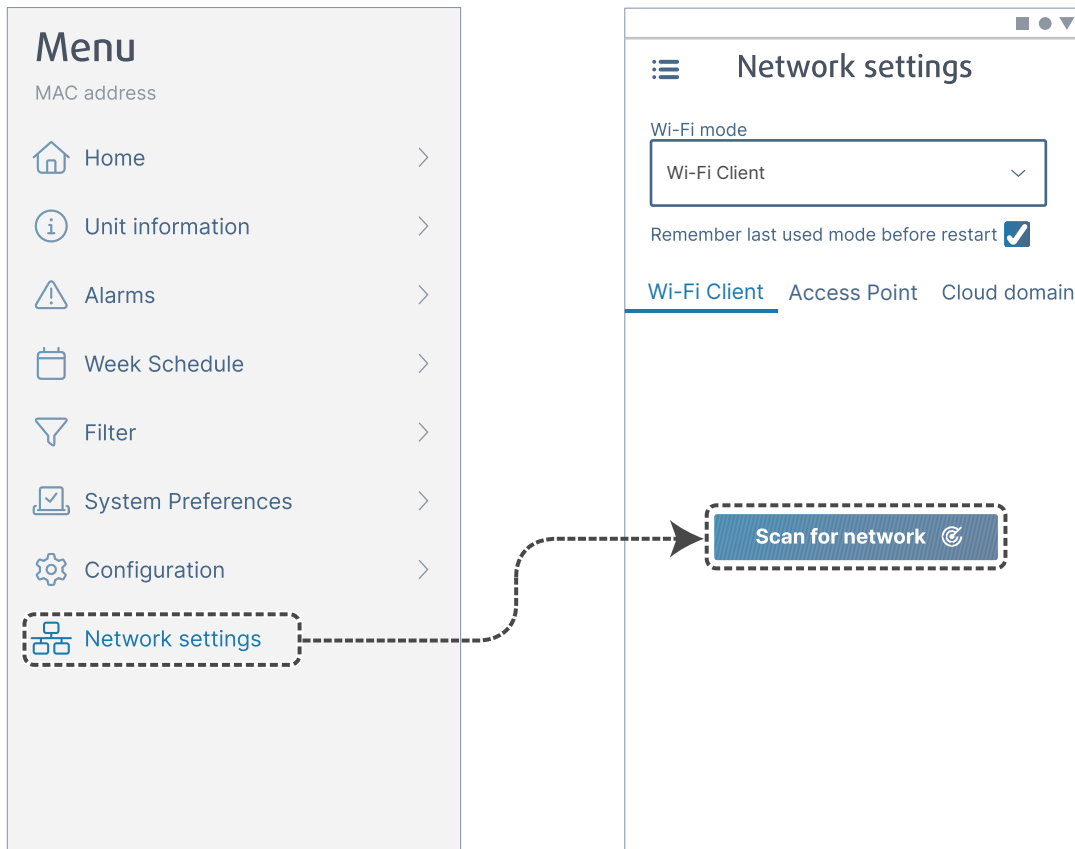 Menu
MAC address
Home
Unit information
Alarms
Week Schedule
Filter
System Preferences
Configuration
Network settings
Network settings
Wi-Fi mode
Wi-Fi Client
Remember last used mode before restart
Wi-Fi Client Access Point Cloud domain
Scan for network